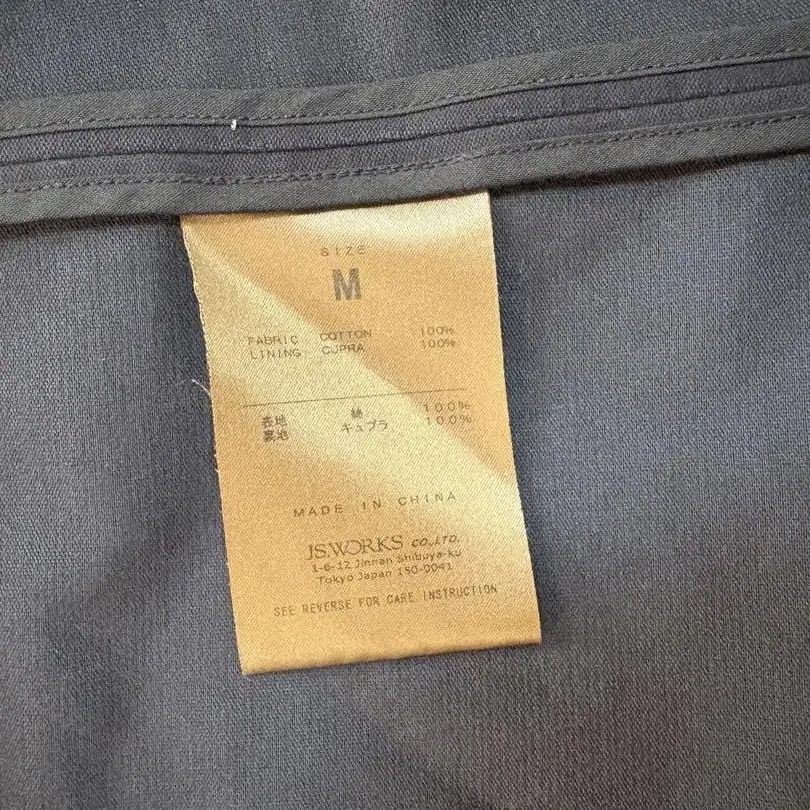 SIZE
M
FABRIC COTTON 100%
LINING CUPRA 100%
表地 綿 100%
裏地 キュプラ 100%
MADE IN CHINA
JS.WORKS CO.,LTD.
1-6-12 Jinnan Shibuya-ku
Tokyo Japan 150-0041
SEE REVERSE FOR CARE INSTRUCTION